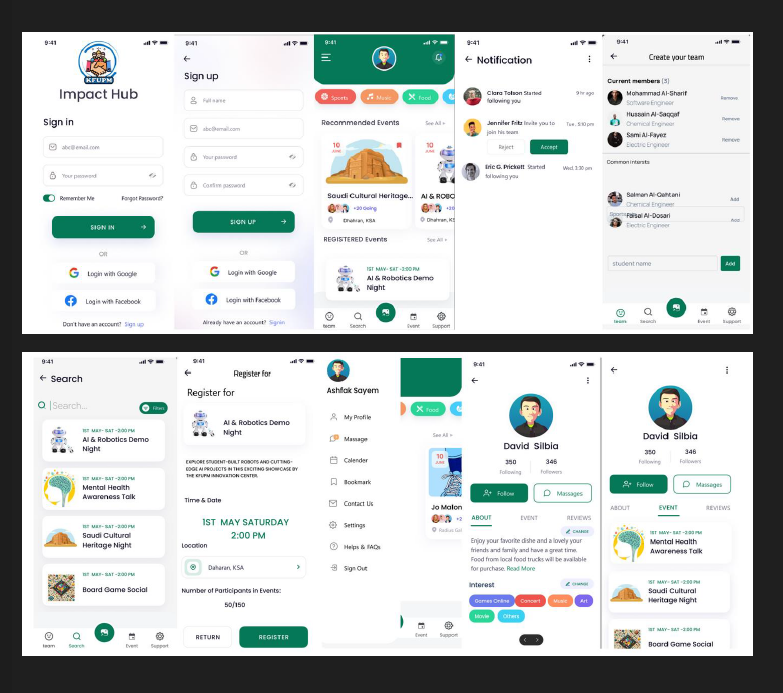 9:41
KFUPM
Impact Hub
Sign in
abc@email.com
Your password
Remember Me
Forgot Password?
SIGN IN
OR
Login with Google
Login with Facebook
Don't have an account? Sign up
9:41
Sign up
Full name
abc@email.com
Your password
Confirm password
SIGN UP
OR
Login with Google
Login with Facebook
Already have an account? Signin
9:41
Sports
Music
Food
Recommended Events
See All
10
JUNE
Saudi Cultural Heritage...
+20 Going
Dhahran, KSA
10
JUNE
AI & ROBO
Dhahran, KS
REGISTERED Events
See All
1ST MAY- SAT -2:00 PM
AI & Robotics Demo
Night
team
Search
Event
Support
9:41
Notification
Clara Tolson Started
following you
9 hr ago
Jennifer Fritz Invite you to
join his team
Tue, 5:10 pm
Reject
Accept
Eric G. Prickett Started
following you
Wed, 3:30 pm
9:41
Create your team
Current members (3)
Mohammad Al-Sharif
Software Engineer
Remove
Hussain Al-Saqqaf
Chemical Engineer
Remove
Sami Al-Fayez
Electric Engineer
Remove
Common Intersts
Salman Al-Qahtani
Chemical Engineer
Add
Faisal Al-Dosari
Electric Engineer
Add
student name
Add
team
Search
Event
Support
9:41
Search
Search...
Filters
1ST MAY- SAT -2:00 PM
AI & Robotics Demo
Night
1ST MAY- SAT -2:00 PM
Mental Health
Awareness Talk
1ST MAY- SAT -2:00 PM
Saudi Cultural
Heritage Night
1ST MAY- SAT -2:00 PM
Board Game Social
team
Search
Event
Support
9:41
Register for
Register for
1ST MAY- SAT -2:00 PM
AI & Robotics Demo
Night
EXPLORE STUDENT-BUILT ROBOTS AND CUTTING-
EDGE AI PROJECTS IN THIS EXCITING SHOWCASE BY
THE KFUPM INNOVATION CENTER.
Time & Date
1ST MAY SATURDAY
2:00 PM
Location
Daharan, KSA
Number of Participants in Events:
50/150
RETURN
REGISTER
Ashfak Sayem
My Profile
Massage
Calender
Bookmark
Contact Us
Settings
Helps & FAQs
Sign Out
Food
See All
10
JUNE
Jo Malon
Radius Gal
Event
Support
9:41
David Silbia
350
Following
346
Followers
Follow
Massages
ABOUT
EVENT
REVIEWS
CHANGE
Enjoy your favorite dishe and a lovely your
friends and family and have a great time.
Food from local food trucks will be available
for purchase. Read More
Interest
CHANGE
Games Online
Concert
Music
Art
Movie
Others
David Silbia
350
Following
346
Followers
Follow
Massages
ABOUT
EVENT
REVIEWS
1ST MAY- SAT -2:00 PM
Mental Health
Awareness Talk
1ST MAY- SAT -2:00 PM
Saudi Cultural
Heritage Night
1ST MAY- SAT -2:00 PM
Board Game Social